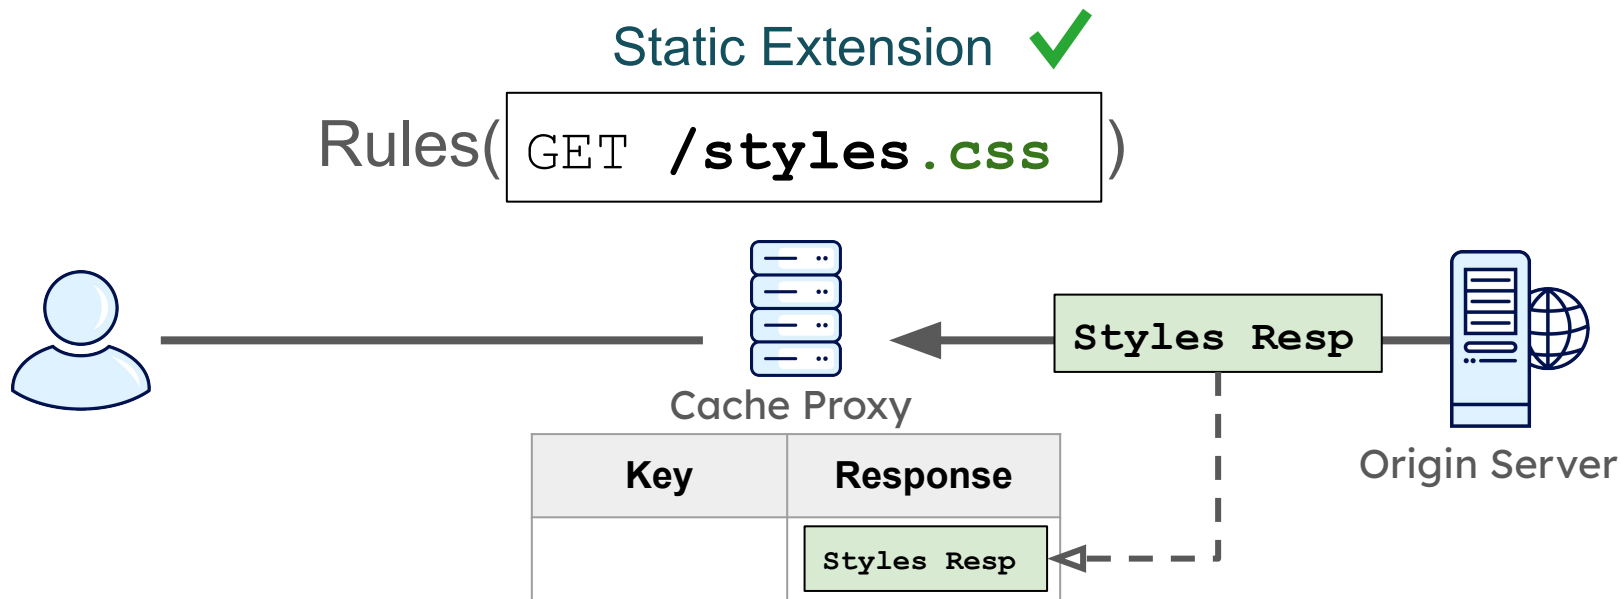 Static Extension
Rules( GET /styles.css )
Styles Resp
Cache Proxy
Origin Server
Key Response
Styles Resp